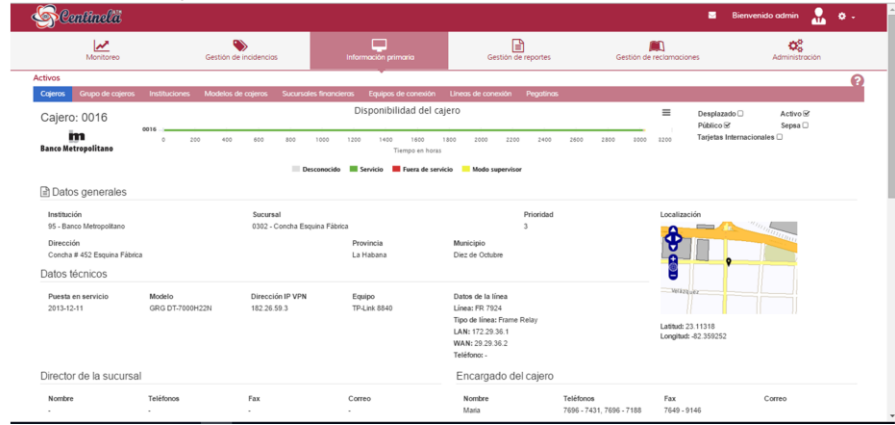 Centinela
Bienvenido admin
Monitoreo
Gestión de incidencias
Información primaria
Gestión de reportes
Gestión de reclamaciones
Administración
Activos
Cajeros Grupo de cajeros Instituciones Modelos de cajeros Sucursales financieras Equipos de conexión Líneas de conexión Pegatinas
Cajero: 0016
Banco Metropolitano
Disponibilidad del cajero
0016
0 200 400 600 800 1000 1200 1400 1600 1800 2000 2200 2400 2600 2800 3000 3200
Tiempo en horas
Desconocido Servicio Fuera de servicio Modo supervisor
Desplazado Activo
Público Sepsa
Tarjetas Internacionales
Datos generales
Institución Sucursal Prioridad Localización
95 - Banco Metropolitano 0302 - Concha Esquina Fábrica 3
Dirección Provincia Municipio
Concha # 452 Esquina Fábrica La Habana Diez de Octubre
Datos técnicos
Puesta en servicio Modelo Dirección IP VPN Equipo Datos de la línea
2013-12-11 GRG DT-7000H22N 182.26.59.3 TP-Link 8840 Línea: FR 7924
Tipo de línea: Frame Relay
LAN: 172.29.36.1
WAN: 29.29.36.2
Teléfono: -
Latitud: 23.11318
Longitud: -82.359252
Director de la sucursal
Nombre Teléfonos Fax Correo
- - - -
Encargado del cajero
Nombre Teléfonos Fax Correo
Maria 7696 - 7431, 7696 - 7188 7649 - 9146